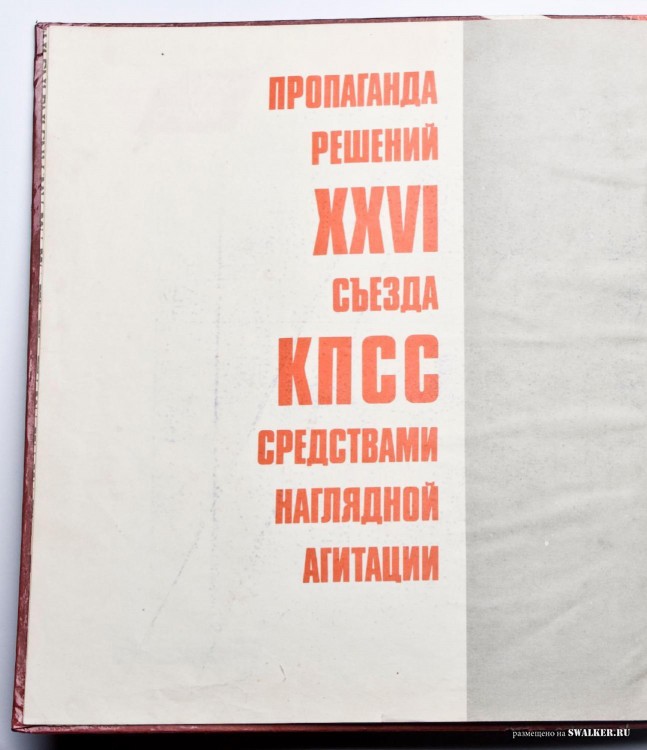 ПРОПАГАНДА
РЕШЕНИЙ
XXVI
СЪЕЗДА
КПСС
СРЕДСТВАМИ
НАГЛЯДНОЙ
АГИТАЦИИ
размещено на SWALKER.RU